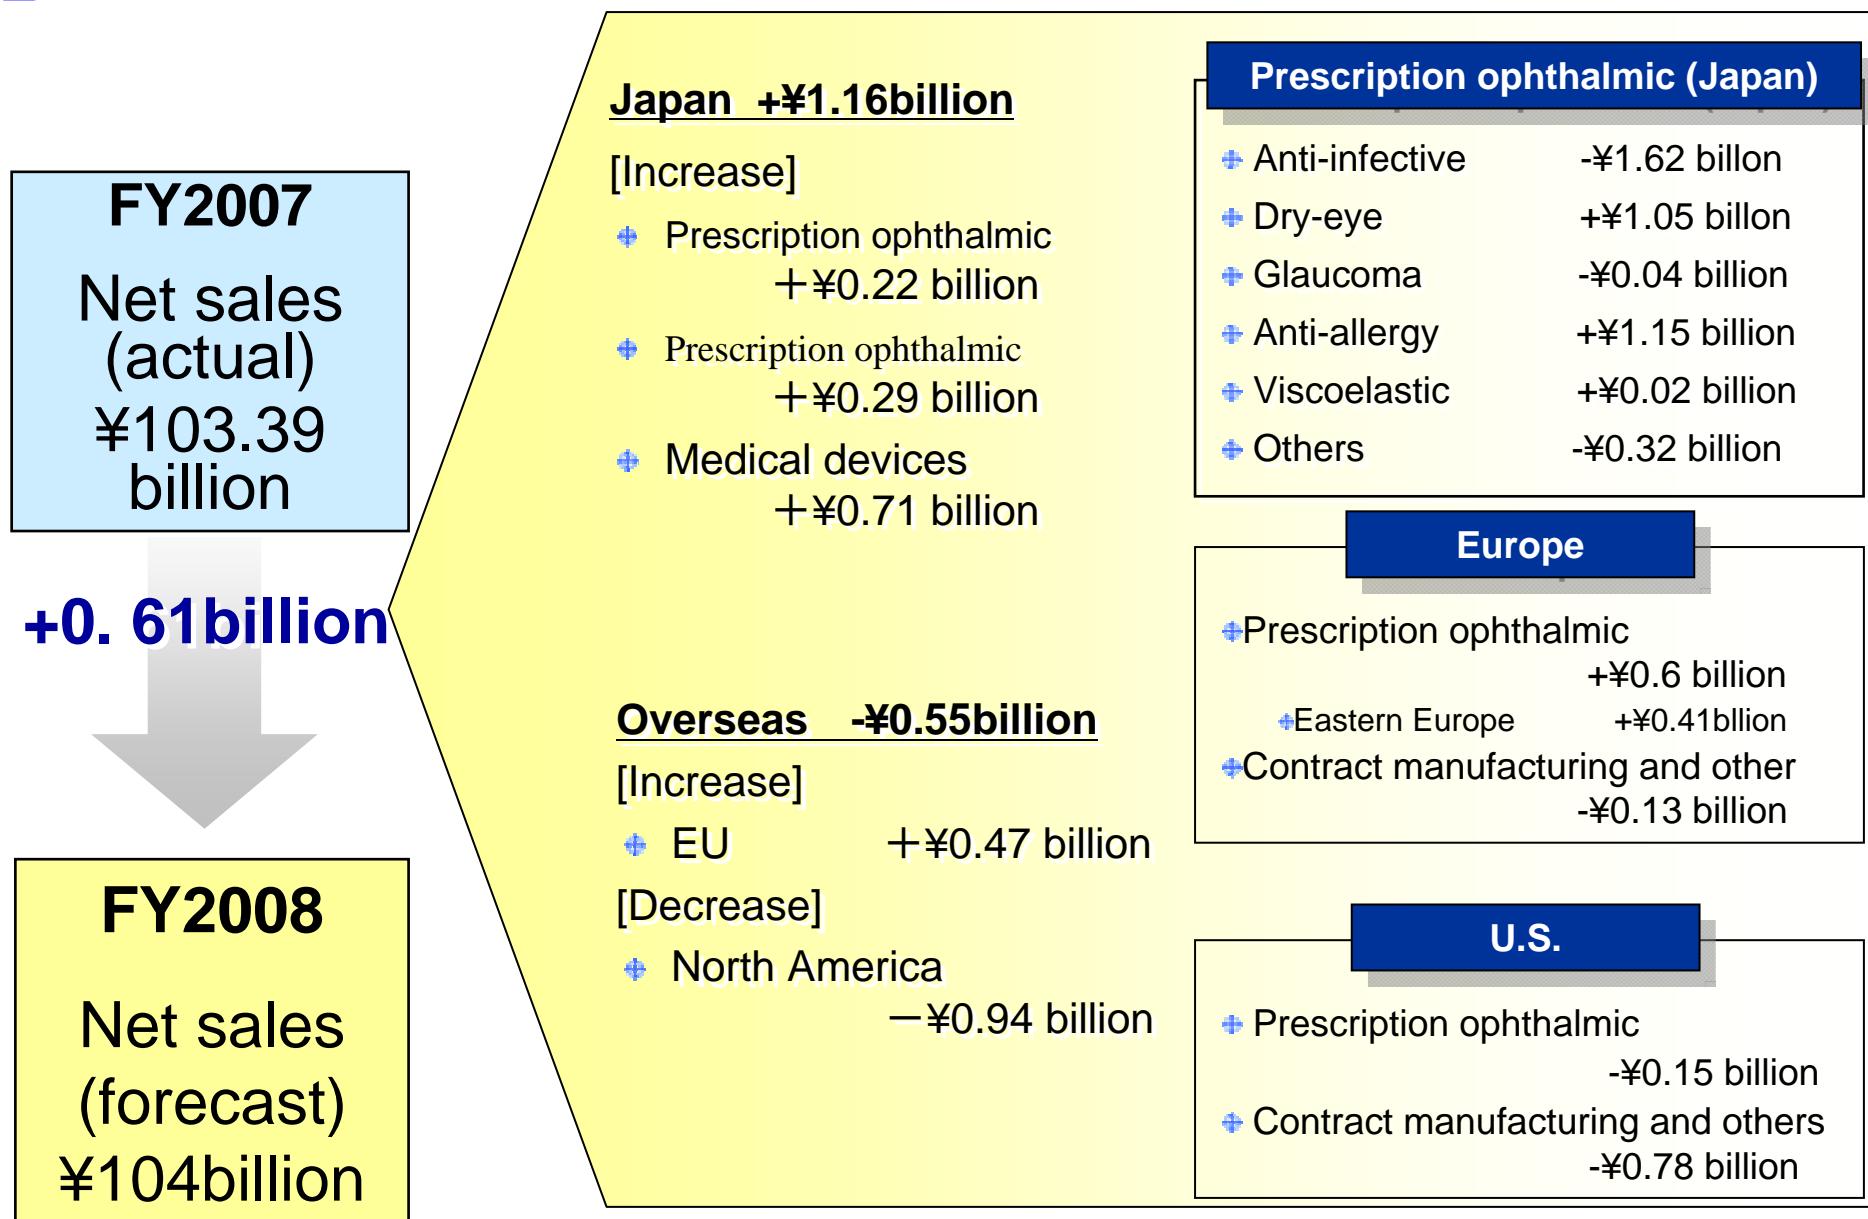 FY2007
Net sales
(actual)
¥103.39
billion
+0. 61billion
FY2008
Net sales
(forecast)
¥104billion
Japan +¥1.16billion
[Increase]
Prescription ophthalmic
+¥0.22 billion
Prescription ophthalmic
+¥0.29 billion
Medical devices
+¥0.71 billion
Overseas -¥0.55billion
[Increase]
EU +¥0.47 billion
[Decrease]
North America
-¥0.94 billion
Prescription ophthalmic (Japan)
Anti-infective -¥1.62 billon
Dry-eye +¥1.05 billon
Glaucoma -¥0.04 billion
Anti-allergy +¥1.15 billion
Viscoelastic +¥0.02 billion
Others -¥0.32 billion
Europe
Prescription ophthalmic
+¥0.6 billion
Eastern Europe +¥0.41bllion
Contract manufacturing and other
-¥0.13 billion
U.S.
Prescription ophthalmic
-¥0.15 billion
Contract manufacturing and others
-¥0.78 billion